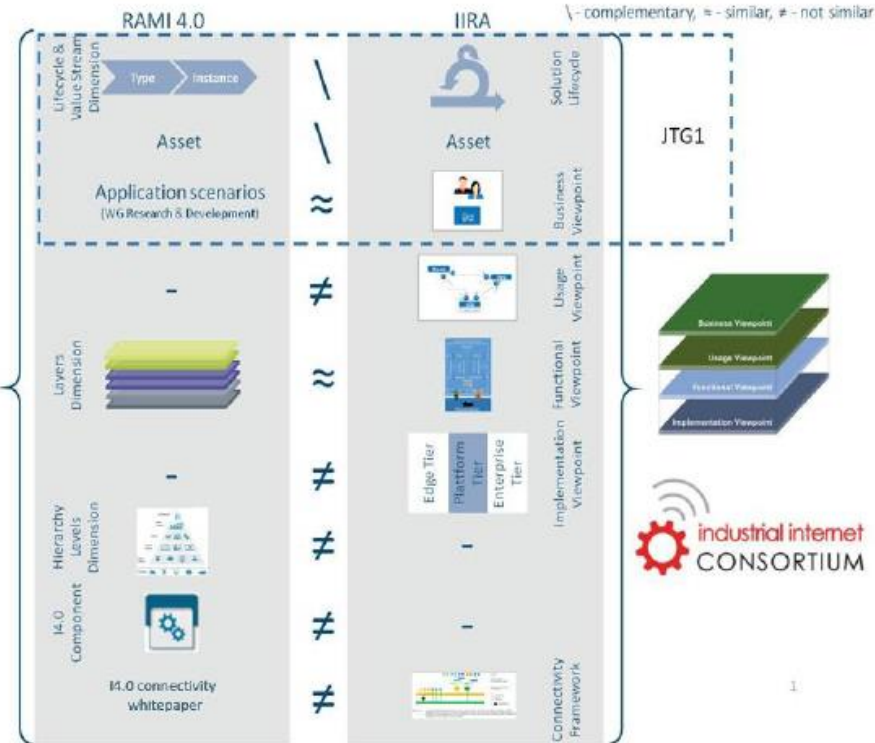 \ - complementary, ≈ - similar, ≠ - not similar
RAMI 4.0
IIRA
Lifecycle &
Value Stream
Dimension
Type
Instance
\
Solution
Lifecycle
Asset
\
Asset
JTG1
Application scenarios
(WG Research & Development)
≈
Business
Viewpoint
-
≠
Usage
Viewpoint
Layers
Dimension
≈
Functional
Viewpoint
Business Viewpoint
Usage Viewpoint
Functional Viewpoint
Implementation Viewpoint
-
≠
Edge Tier
Plattform
Tier
Enterprise
Tier
Implementation
Viewpoint
Hierarchy
Levels
Dimension
≠
-
industrial internet
CONSORTIUM
I4.0
Component
≠
-
I4.0 connectivity
whitepaper
≠
Connectivity
Framework
1